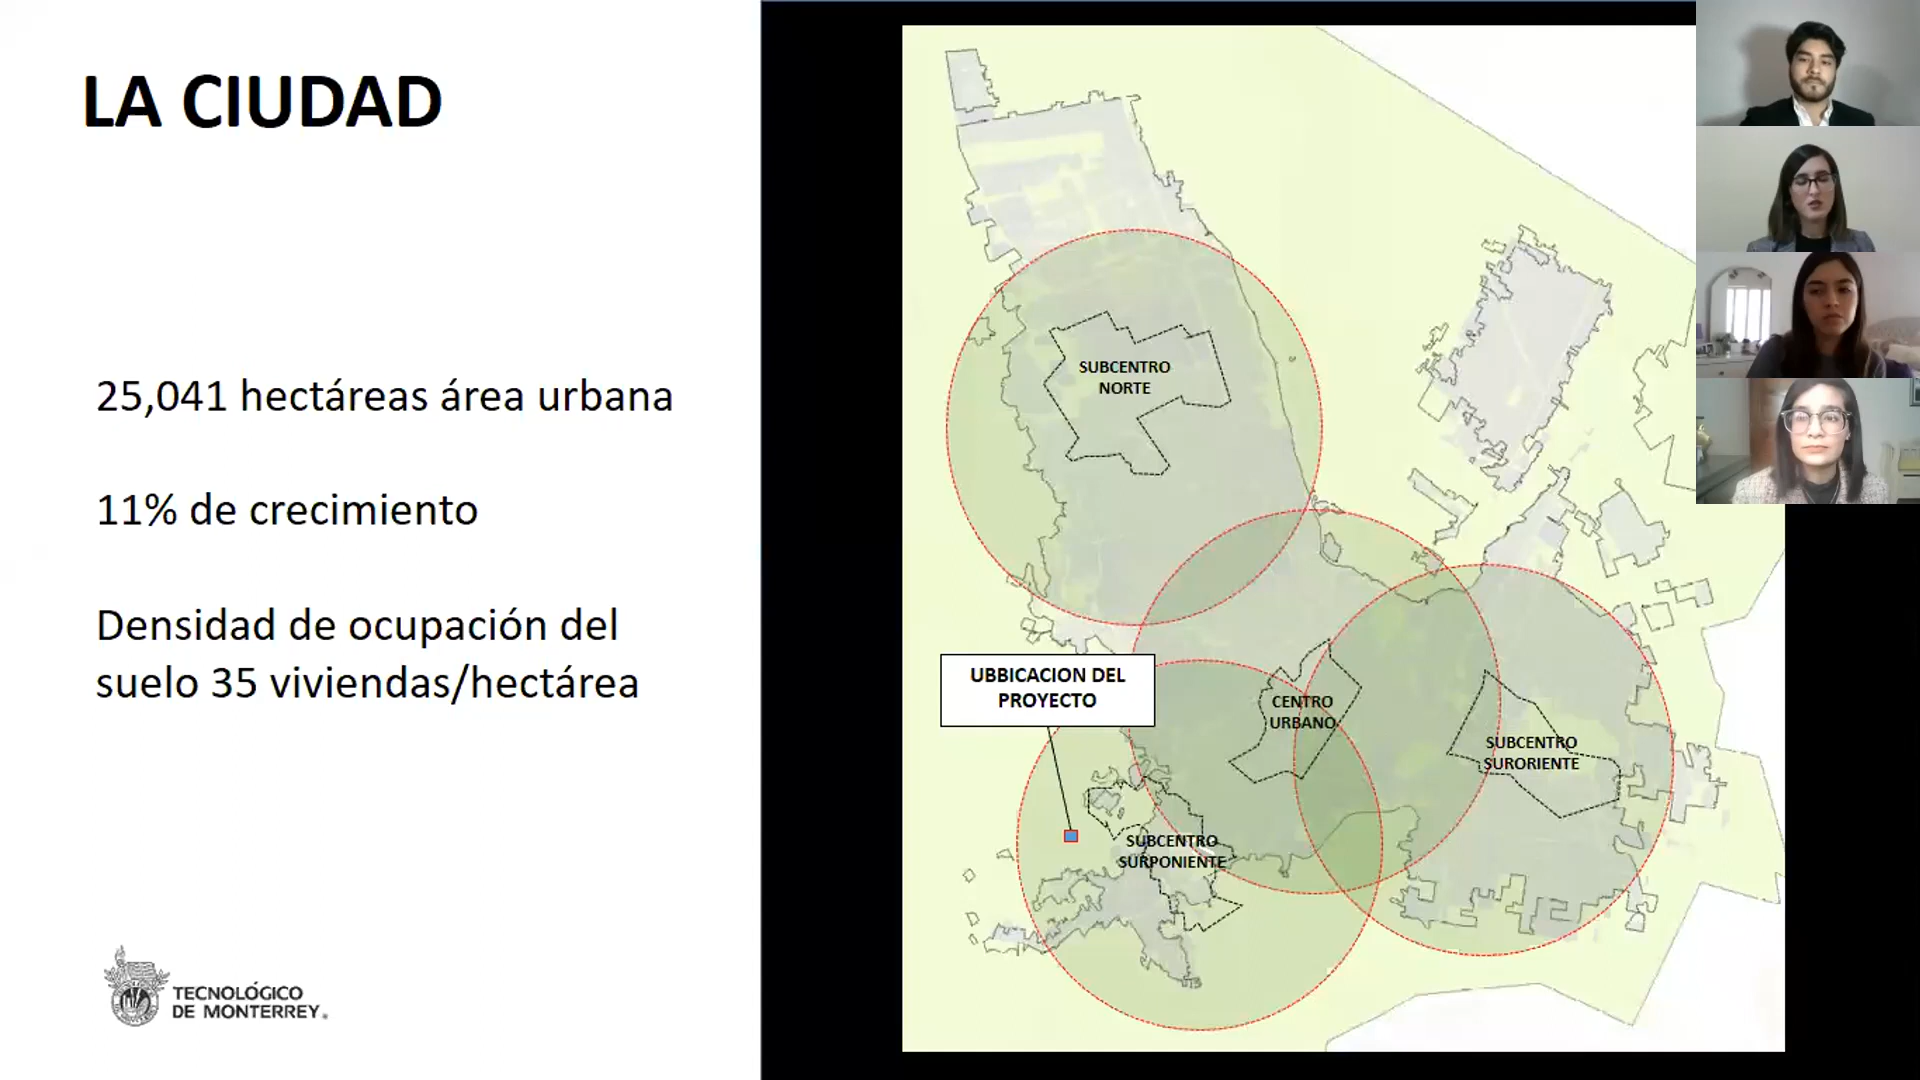 LA CIUDAD
25,041 hectáreas área urbana
11% de crecimiento
Densidad de ocupación del
suelo 35 viviendas/hectárea
TECNOLÓGICO
DE MONTERREY®
SUBCENTRO
NORTE
UBBICACION DEL
PROYECTO
CENTRO
URBANO
SUBCENTRO
SURORIENTE
SUBCENTRO
SURPONIENTE